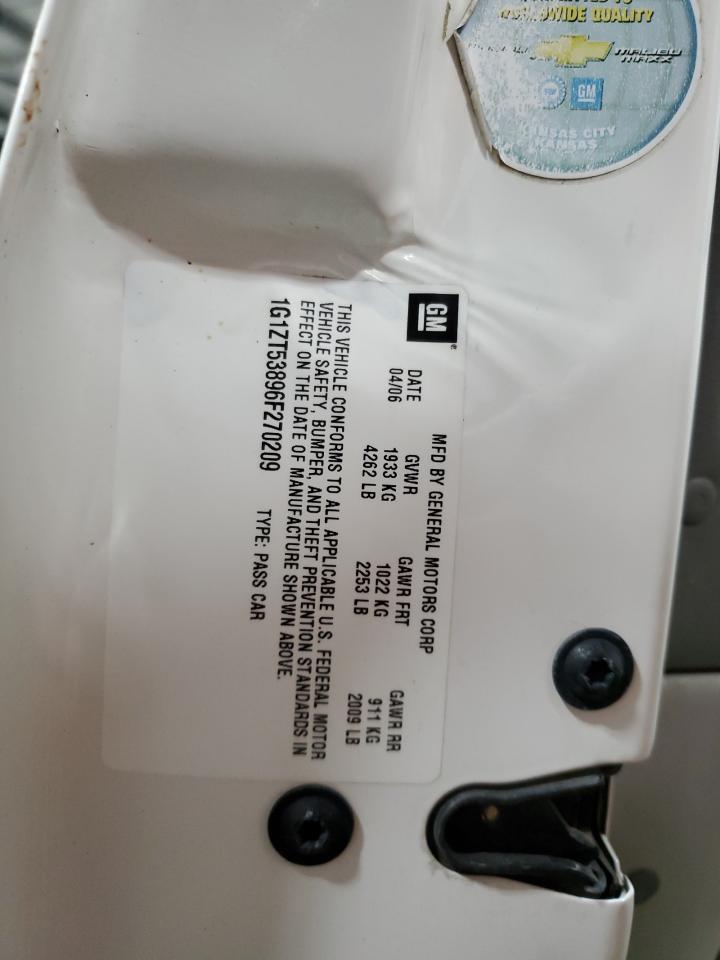 WORLDWIDE QUALITY
MALIBU
MAXX
GM
KANSAS CITY
KANSAS
GM
MFD BY GENERAL MOTORS CORP
DATE GVWR GAWR FRT GAWR RR
04/06 1933 KG 1022 KG 911 KG
4262 LB 2253 LB 2009 LB
THIS VEHICLE CONFORMS TO ALL APPLICABLE U.S. FEDERAL MOTOR
VEHICLE SAFETY, BUMPER, AND THEFT PREVENTION STANDARDS IN
EFFECT ON THE DATE OF MANUFACTURE SHOWN ABOVE.
1G1ZT53896F270209 TYPE: PASS CAR